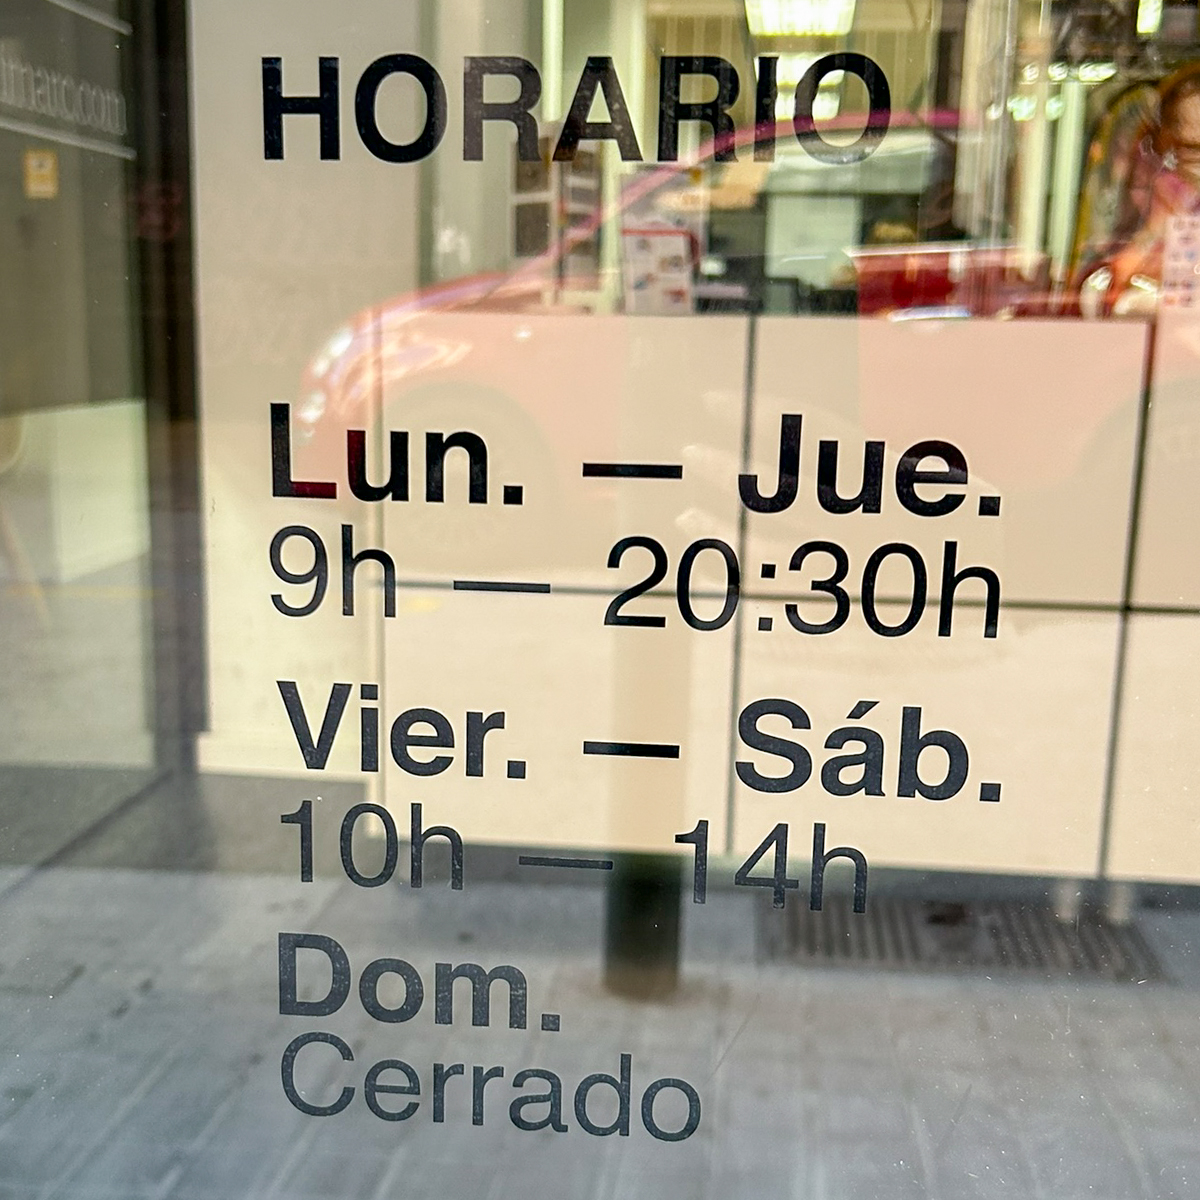 HORARIO
Lun. — Jue.
9h — 20:30h
Vier. — Sáb.
10h — 14h
Dom.
Cerrado